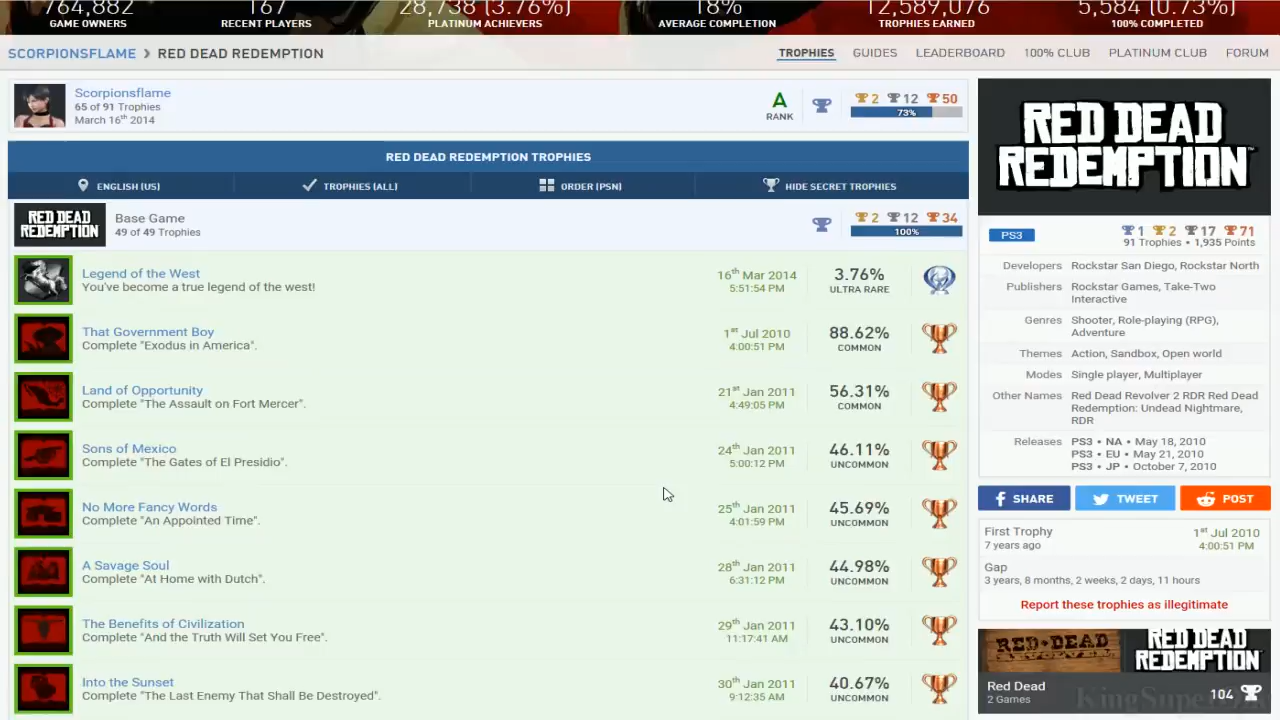 764,882 167 28,738 (3.76%) 18% 12,589,076 5,584 (0.73%)
GAME OWNERS RECENT PLAYERS PLATINUM ACHIEVERS AVERAGE COMPLETION TROPHIES EARNED 100% COMPLETED
SCORPIONSFLAME > RED DEAD REDEMPTION TROPHIES GUIDES LEADERBOARD 100% CLUB PLATINUM CLUB FORUM
Scorpionsflame
65 of 91 Trophies
March 16th 2014
A
RANK
2 12 50
73%
RED DEAD REDEMPTION TROPHIES
ENGLISH (US) TROPHIES (ALL) ORDER (PSN) HIDE SECRET TROPHIES
RED DEAD
REDEMPTION
Base Game
49 of 49 Trophies
2 12 34
100%
Legend of the West
You've become a true legend of the west!
16th Mar 2014
5:51:54 PM
3.76%
ULTRA RARE
That Government Boy
Complete "Exodus in America".
1st Jul 2010
4:00:51 PM
88.62%
COMMON
Land of Opportunity
Complete "The Assault on Fort Mercer".
21st Jan 2011
4:49:05 PM
56.31%
COMMON
Sons of Mexico
Complete "The Gates of El Presidio".
24th Jan 2011
5:00:12 PM
46.11%
UNCOMMON
No More Fancy Words
Complete "An Appointed Time".
25th Jan 2011
4:01:59 PM
45.69%
UNCOMMON
A Savage Soul
Complete "At Home with Dutch".
28th Jan 2011
6:31:12 PM
44.98%
UNCOMMON
The Benefits of Civilization
Complete "And the Truth Will Set You Free".
29th Jan 2011
11:17:41 AM
43.10%
UNCOMMON
Into the Sunset
Complete "The Last Enemy That Shall Be Destroyed".
30th Jan 2011
9:12:35 AM
40.67%
UNCOMMON
RED DEAD
REDEMPTION™
PS3
1 2 17 71
91 Trophies • 1,935 Points
Developers Rockstar San Diego, Rockstar North
Publishers Rockstar Games, Take-Two
Interactive
Genres Shooter, Role-playing (RPG),
Adventure
Themes Action, Sandbox, Open world
Modes Single player, Multiplayer
Other Names Red Dead Revolver 2 RDR Red Dead
Redemption: Undead Nightmare,
RDR
Releases PS3 • NA • May 18, 2010
PS3 • EU • May 21, 2010
PS3 • JP • October 7, 2010
SHARE TWEET POST
First Trophy
7 years ago
1st Jul 2010
4:00:51 PM
Gap
3 years, 8 months, 2 weeks, 2 days, 11 hours
Report these trophies as illegitimate
RED DEAD
REVOLVER
RED DEAD
REDEMPTION
Red Dead
2 Games
104